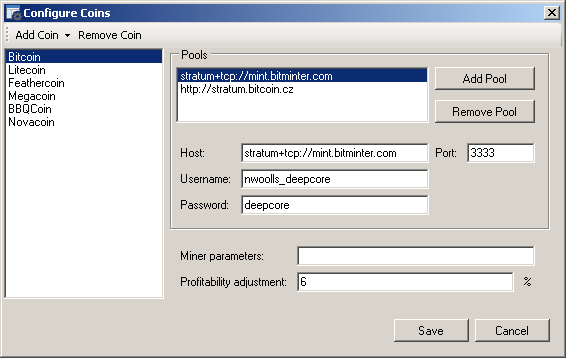 Configure Coins
Add Coin Remove Coin
Bitcoin
Litecoin
Feathercoin
Megacoin
BBQCoin
Novacoin
Pools
stratum+tcp://mint.bitminter.com
http://stratum.bitcoin.cz
Add Pool
Remove Pool
Host: stratum+tcp://mint.bitminter.com Port: 3333
Username: nwoolls_deepcore
Password: deepcore
Miner parameters:
Profitability adjustment: 6 %
Save Cancel